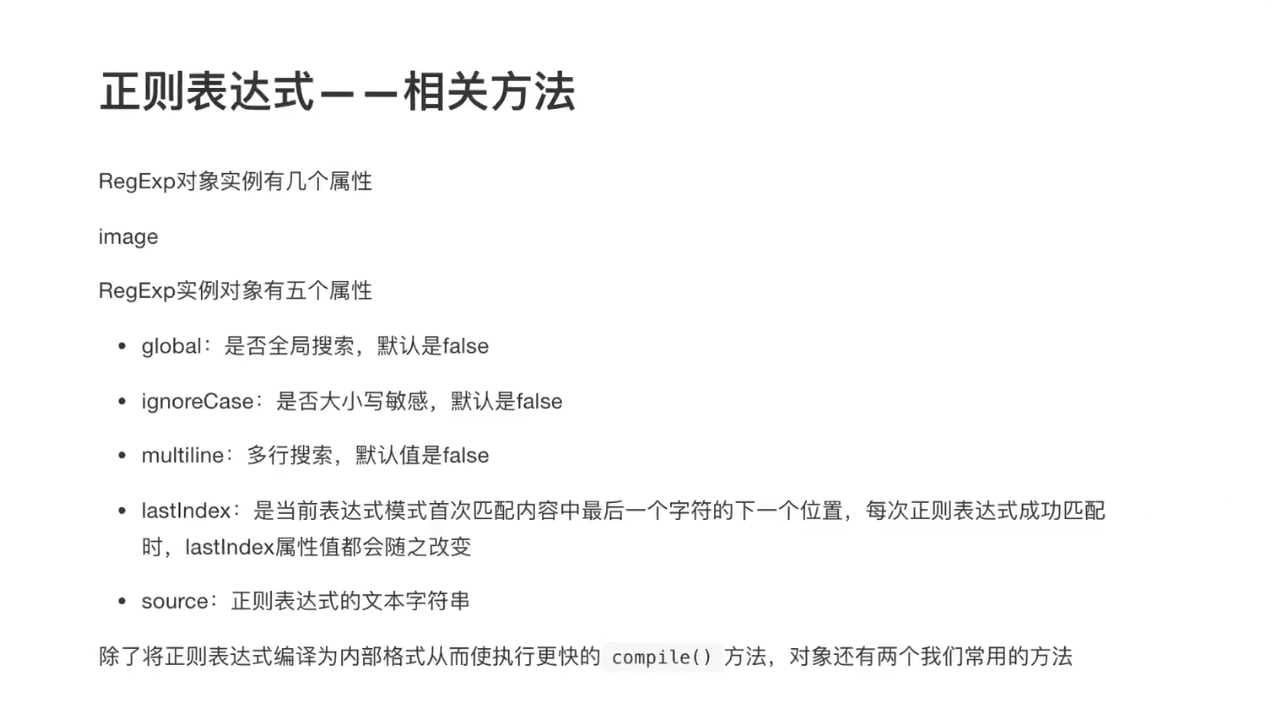 正则表达式——相关方法
RegExp对象实例有几个属性
image
RegExp实例对象有五个属性
• global：是否全局搜索，默认是false
• ignoreCase：是否大小写敏感，默认是false
• multiline：多行搜索，默认值是false
• lastIndex：是当前表达式模式首次匹配内容中最后一个字符的下一个位置，每次正则表达式成功匹配
时，lastIndex属性值都会随之改变
• source：正则表达式的文本字符串
除了将正则表达式编译为内部格式从而使执行更快的 compile() 方法，对象还有两个我们常用的方法